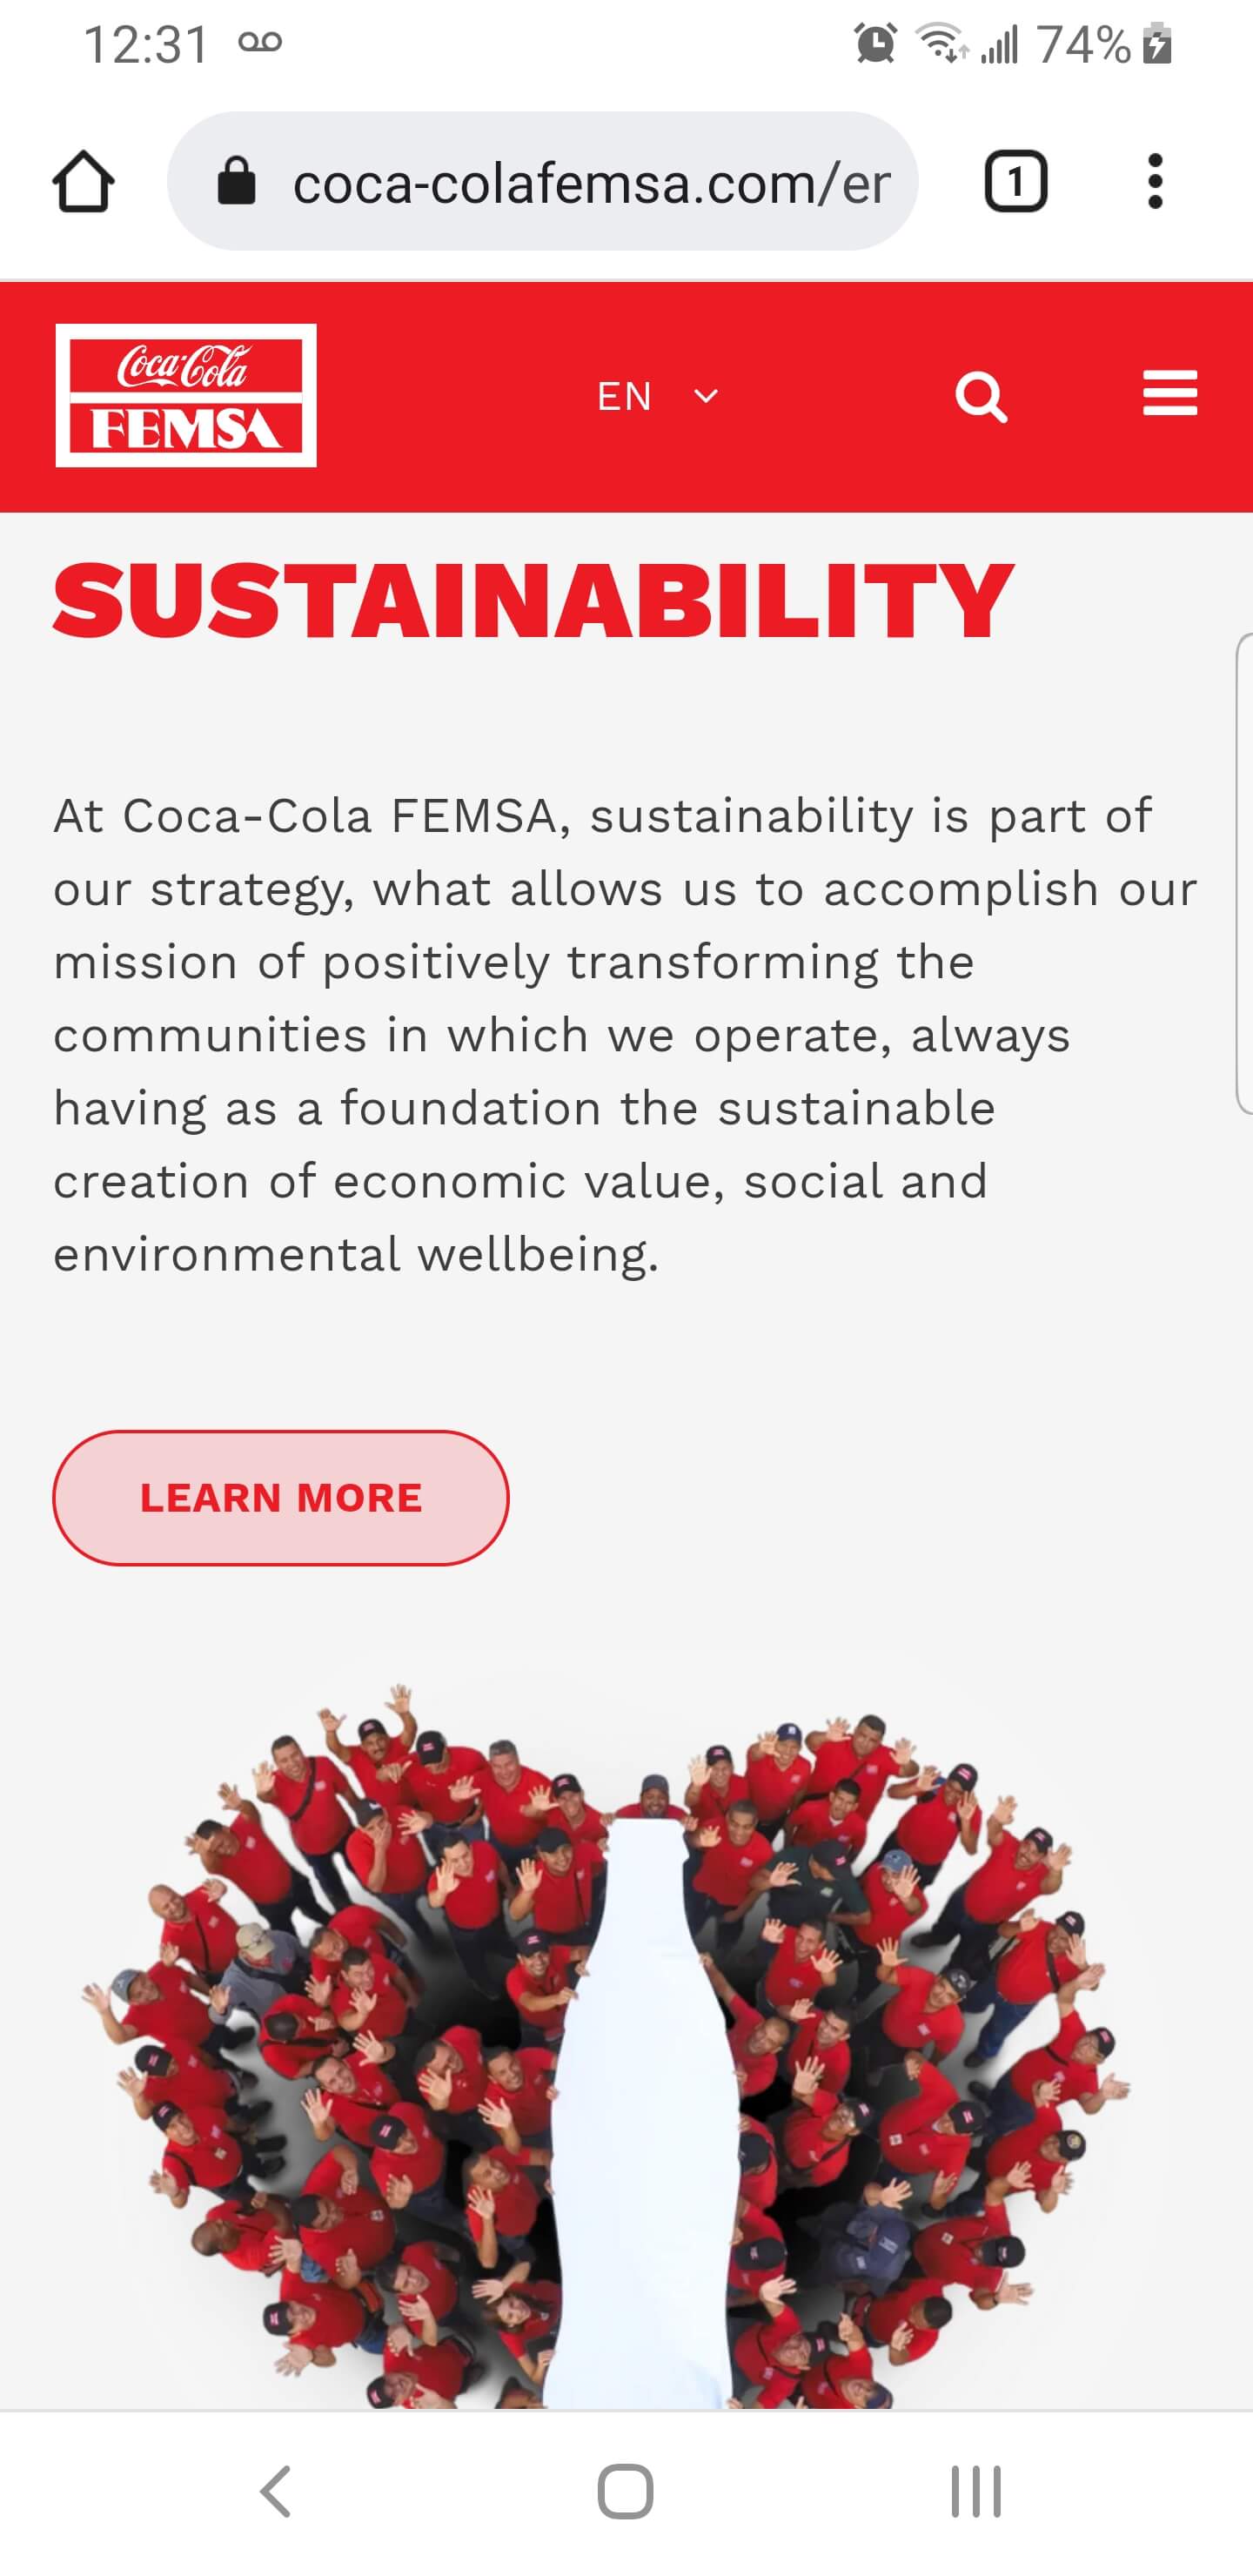 12:31 74%
coca-colafemsa.com/er 1
Coca-Cola
FEMSA
EN
SUSTAINABILITY
At Coca-Cola FEMSA, sustainability is part of
our strategy, what allows us to accomplish our
mission of positively transforming the
communities in which we operate, always
having as a foundation the sustainable
creation of economic value, social and
environmental wellbeing.
LEARN MORE